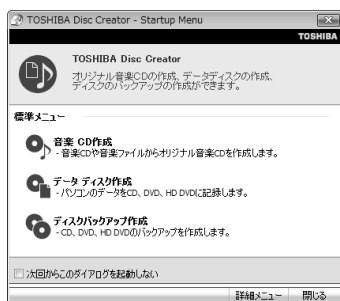 TOSHIBA Disc Creator - Startup Menu
TOSHIBA
TOSHIBA Disc Creator
オリジナル音楽CDの作成、データディスクの作成、
ディスクのバックアップの作成ができます。
標準メニュー
音楽 CD作成
- 音楽CDや音楽ファイルからオリジナル音楽CDを作成します。
データ ディスク作成
- パソコンのデータをCD、DVD、HD DVDに記録します。
ディスクバックアップ作成
- CD、DVD、HD DVDのバックアップを作成します。
次回からこのダイアログを起動しない
詳細メニュー 閉じる